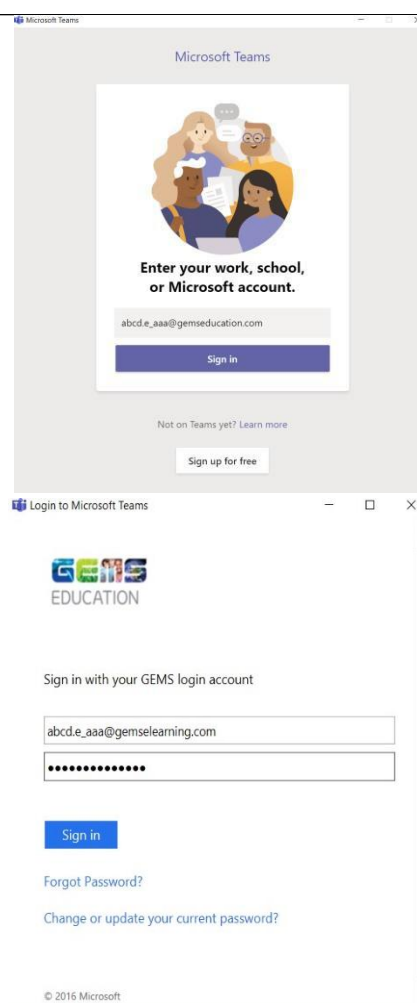 Microsoft Teams
Microsoft Teams
Enter your work, school,
or Microsoft account.
abcd.e_aaa@gemseducation.com
Sign in
Not on Teams yet? Learn more
Sign up for free
Login to Microsoft Teams
GEMS
EDUCATION
Sign in with your GEMS login account
abcd.e_aaa@gemselearning.com
••••••••••••••
Sign in
Forgot Password?
Change or update your current password?
© 2016 Microsoft